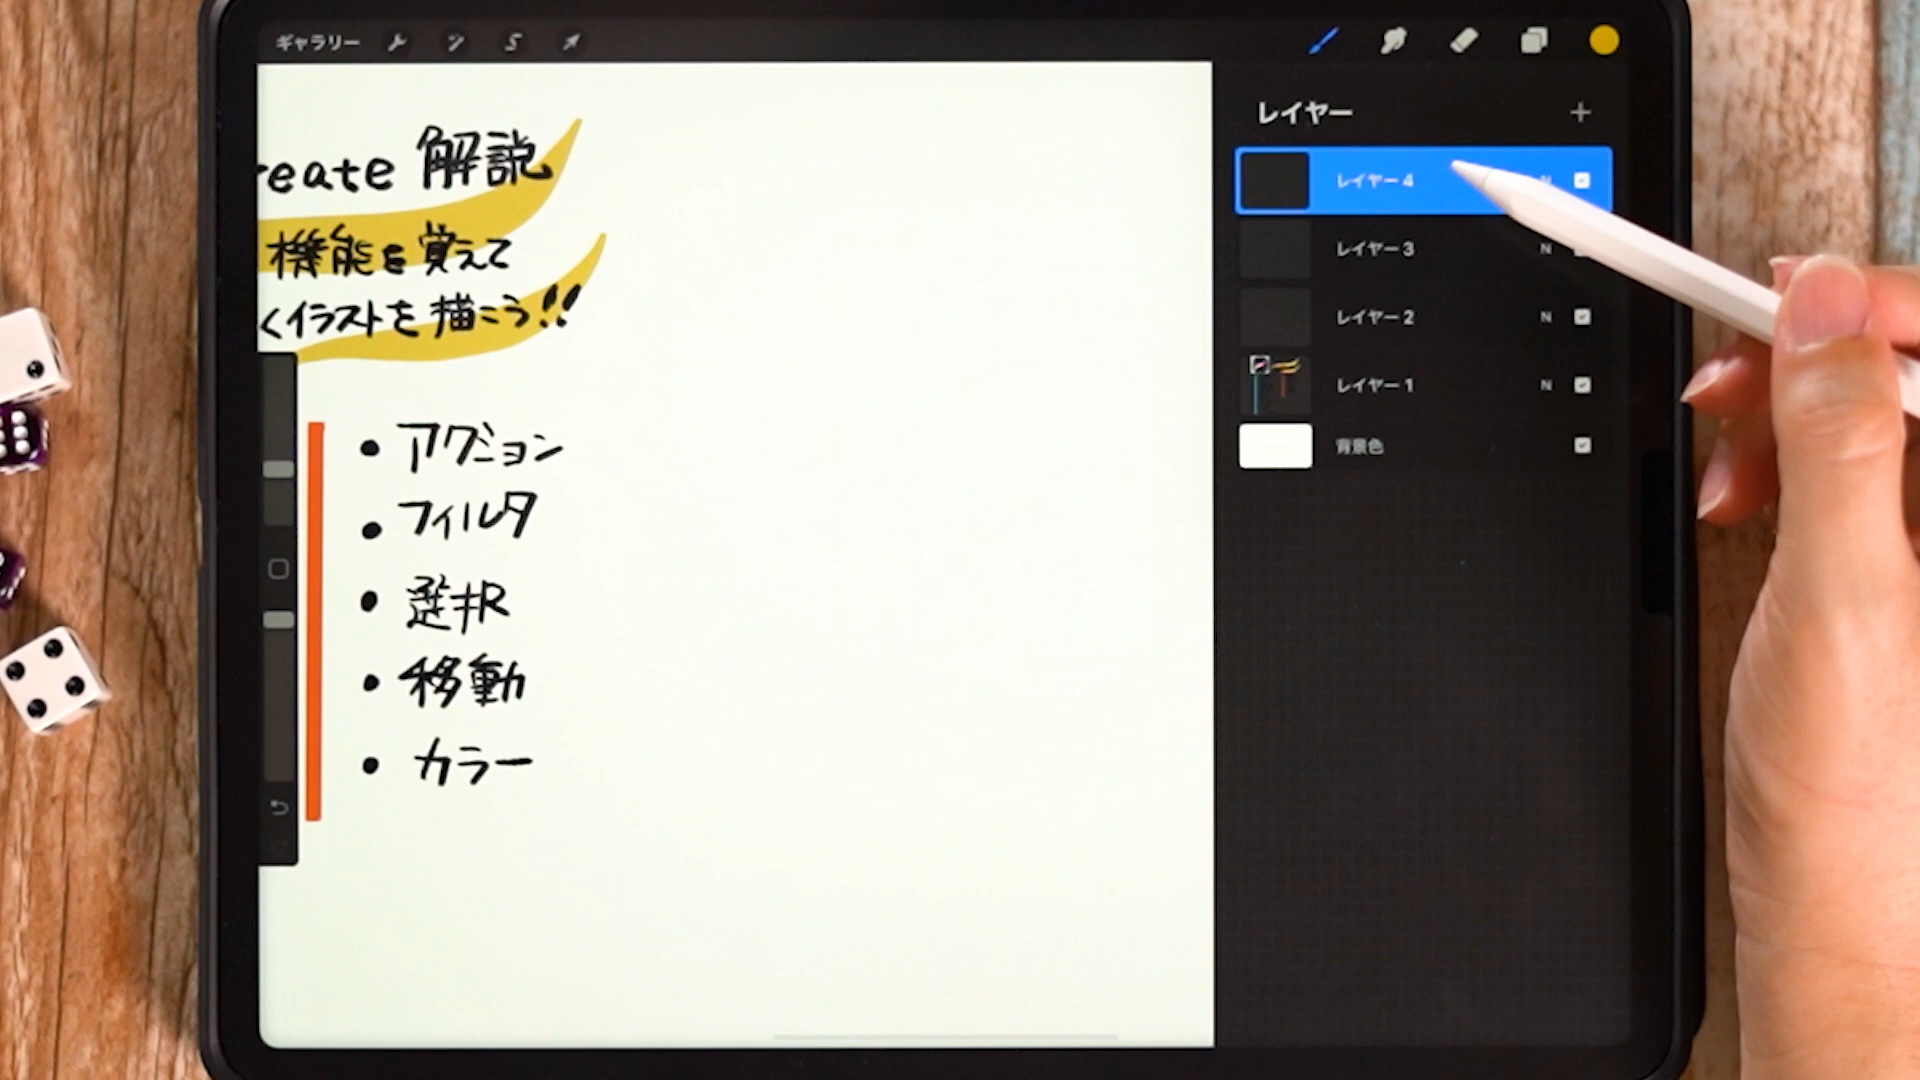 ギャラリー
reate 解説
機能を覚えて
くイラストを描こう!!
・アクション
・フィルタ
・選択
・移動
・カラー
レイヤー
レイヤー 4 N
レイヤー 3 N
レイヤー 2 N
レイヤー 1 N
背景色